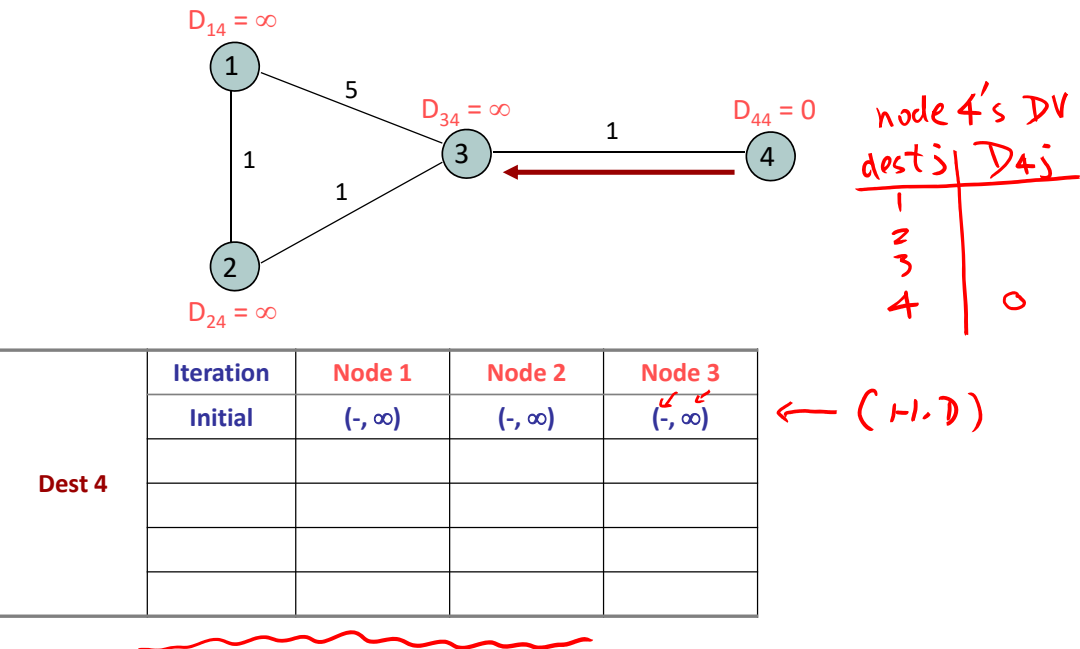 D₁₄ = ∞
1
5
D₃₄ = ∞
D₄₄ = 0
node 4's DV
1
3
1
4
dest j | D₄j
1
1
2
2
3
4 0
D₂₄ = ∞
Iteration Node 1 Node 2 Node 3
Initial (-, ∞) (-, ∞) (-, ∞) ← (H, D)
Dest 4